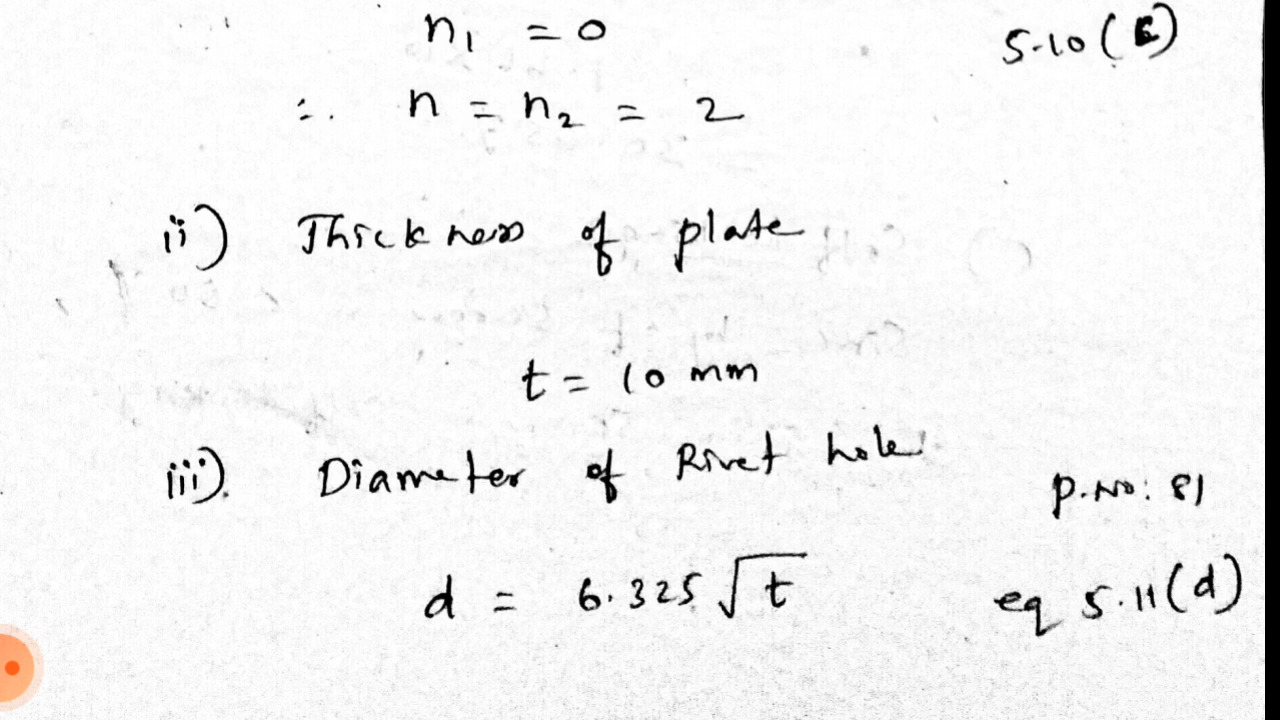 n₁ = 0
5.10 ( )
∴ n = n₂ = 2
ii) Thickness of plate
t = 10 mm
iii). Diameter of Rivet hole
P.No: 81
d = 6.325 √t
eq 5.11(d)